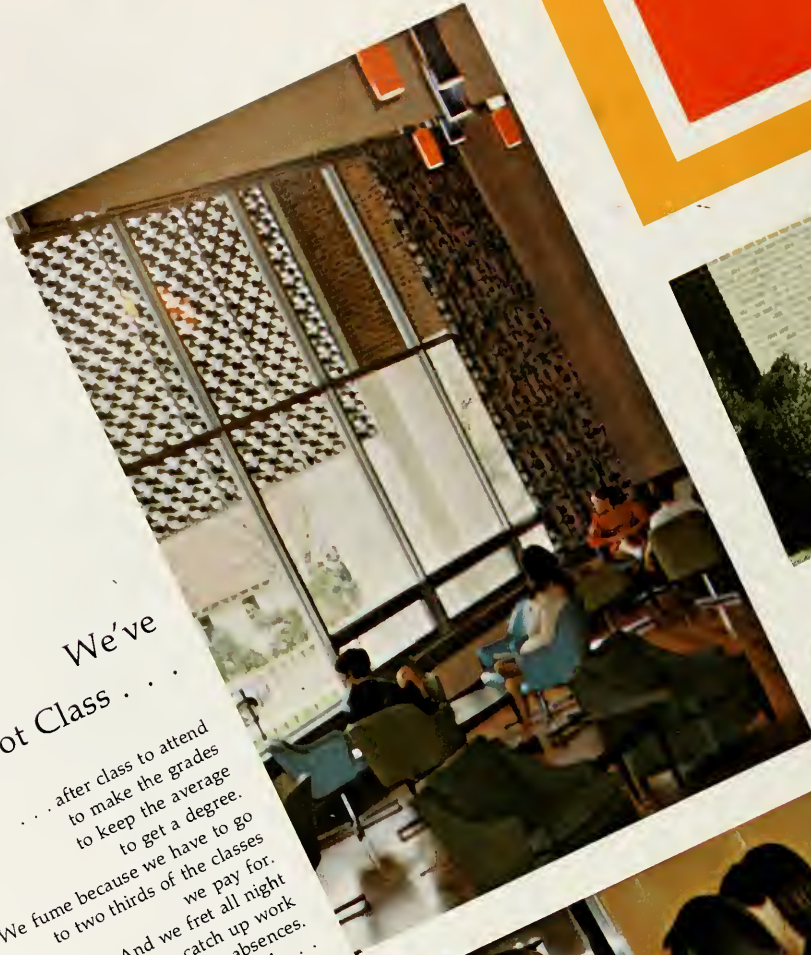 We've
Class . . .
. . . after class to attend
to make the grades
to keep the average
to get a degree.
We fume because we have to go
to two thirds of the classes
we pay for.
And we fret all night
catch up work
absences.
. .